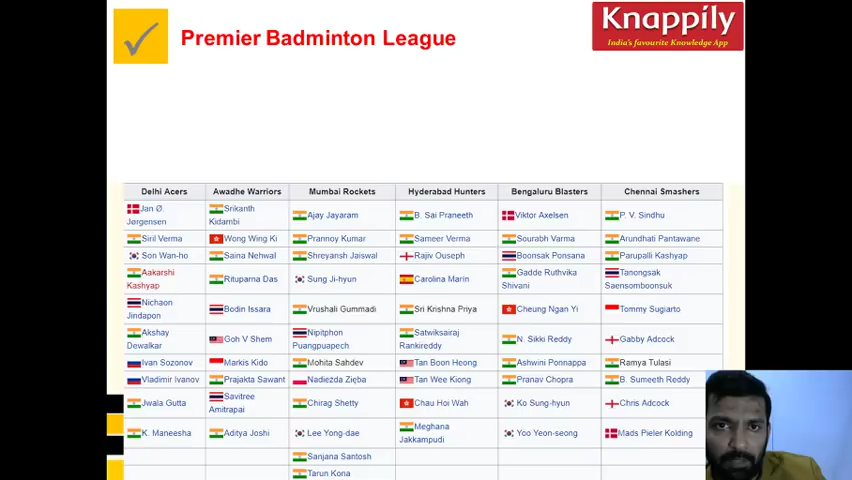 Premier Badminton League
Knappily
India's favourite Knowledge App
Delhi Acers Awadhe Warriors Mumbai Rockets Hyderabad Hunters Bengaluru Blasters Chennai Smashers
Jan Ø. Jørgensen Srikanth Kidambi Ajay Jayaram B. Sai Praneeth Viktor Axelsen P. V. Sindhu
Siril Verma Wong Wing Ki Prannoy Kumar Sameer Verma Sourabh Varma Arundhati Pantawane
Son Wan-ho Saina Nehwal Shreyansh Jaiswal Rajiv Ouseph Boonsak Ponsana Parupalli Kashyap
Aakarshi Kashyap Rituparna Das Sung Ji-hyun Carolina Marín Gadde Ruthvika Shivani Tanongsak Saensomboonsuk
Nichaon Jindapon Bodin Issara Vrushali Gummadi Sri Krishna Priya Cheung Ngan Yi Tommy Sugiarto
Akshay Dewalkar Goh V Shem Nipitphon Puangpuapech Satwiksairaj Rankireddy N. Sikki Reddy Gabby Adcock
Ivan Sozonov Markis Kido Mohita Sahdev Tan Boon Heong Ashwini Ponnappa Ramya Tulasi
Vladimir Ivanov Prajakta Sawant Nadieżda Zięba Tan Wee Kiong Pranav Chopra B. Sumeeth Reddy
Jwala Gutta Savitree Amitrapai Chirag Shetty Chau Hoi Wah Ko Sung-hyun Chris Adcock
K. Maneesha Aditya Joshi Lee Yong-dae Meghana Jakkampudi Yoo Yeon-seong Mads Pieler Kolding
Sanjana Santosh
Tarun Kona